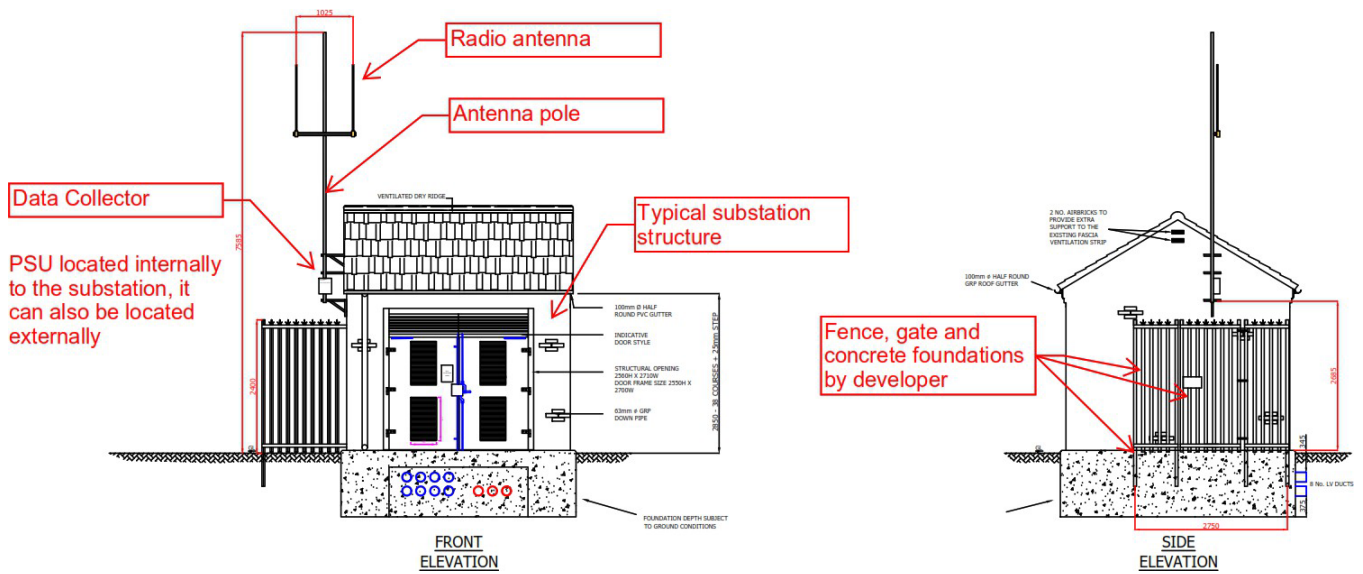 1025
Radio antenna
Antenna pole
Data Collector
VENTILATED DRY RIDGE
7585
Typical substation
structure
PSU located internally
to the substation, it
can also be located
externally
100mm Ø HALF
ROUND PVC GUTTER
INDICATIVE
DOOR STYLE
STRUCTURAL OPENING
2560H X 2710W
DOOR FRAME SIZE 2550H X
2700W
63mm ø GRP
DOWN PIPE
2400
2850 - 38 COURSES + 25mm STEP
FOUNDATION DEPTH SUBJECT
TO GROUND CONDITIONS
FRONT
ELEVATION
2 NO. AIRBRICKS TO
PROVIDE EXTRA
SUPPORT TO THE
EXISTING FASCIA
VENTILATION STRIP
100mm ø HALF ROUND
GRP ROOF GUTTER
Fence, gate and
concrete foundations
by developer
2685
345
8 No. LV DUCTS
375
2750
SIDE
ELEVATION